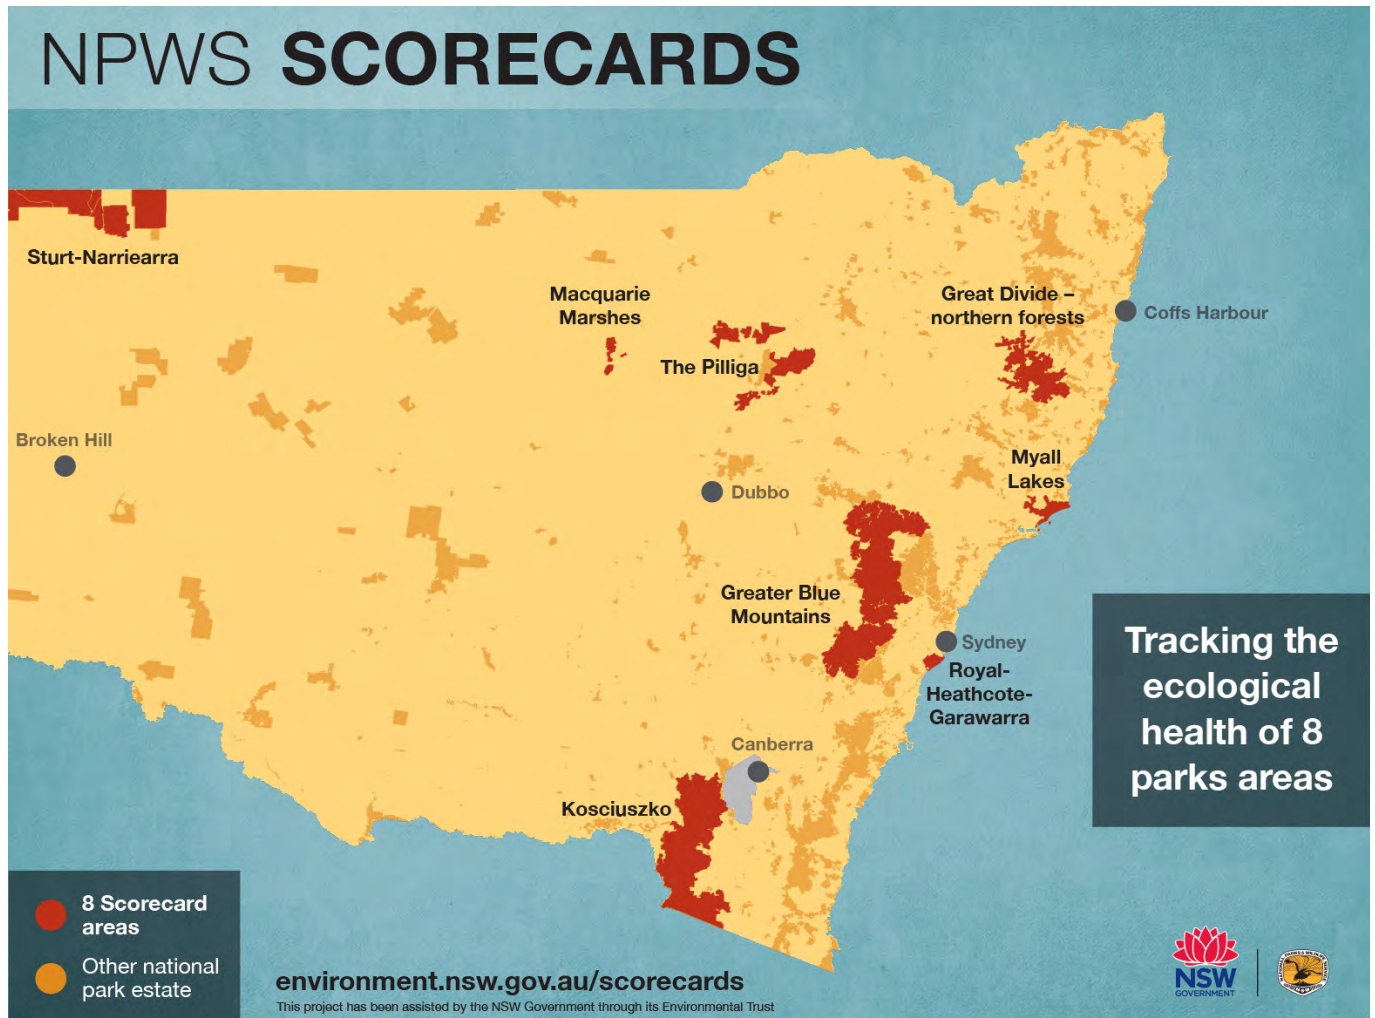 NPWS SCORECARDS
Sturt-Narriearra
Macquarie
Marshes
Great Divide –
northern forests
Coffs Harbour
The Pilliga
Broken Hill
Myall
Lakes
Dubbo
Greater Blue
Mountains
Sydney
Royal-
Heathcote-
Garawarra
Tracking the
ecological
health of 8
parks areas
Canberra
Kosciuszko
8 Scorecard
areas
Other national
park estate
environment.nsw.gov.au/scorecards
This project has been assisted by the NSW Government through its Environmental Trust
NSW
GOVERNMENT